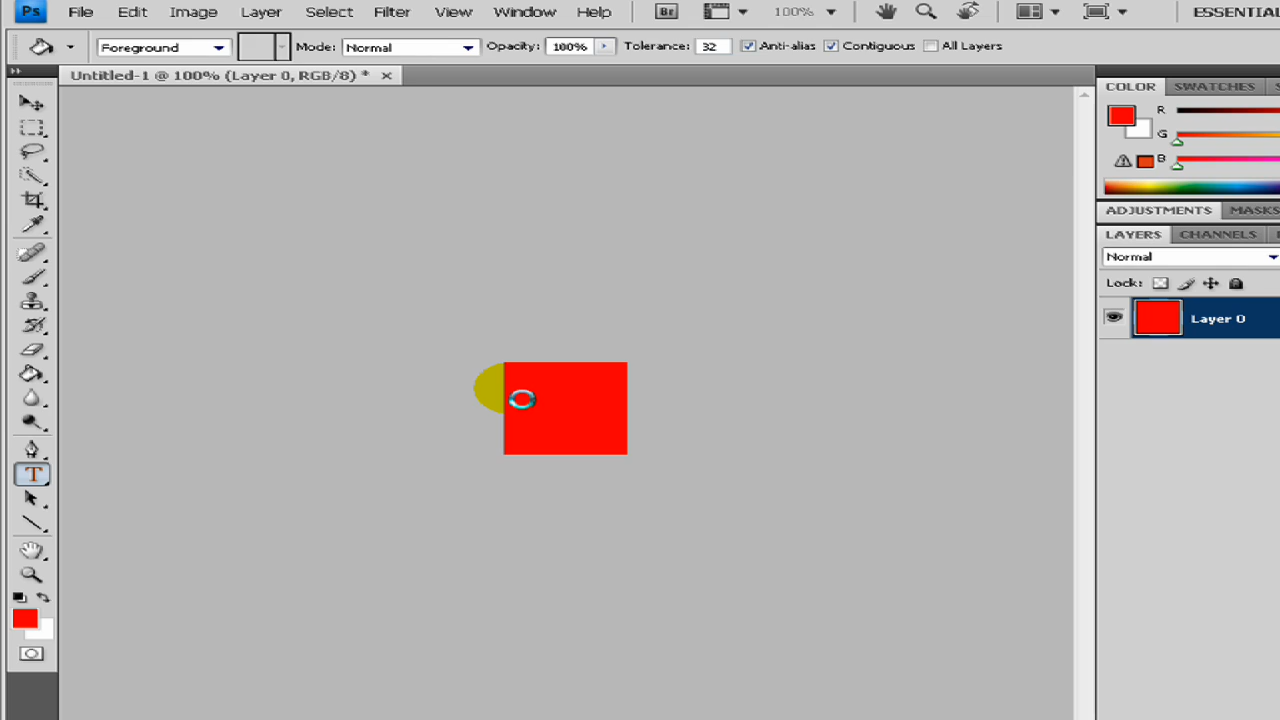 Ps File Edit Image Layer Select Filter View Window Help Br 100% ESSENTIAL
Foreground Mode: Normal Opacity: 100% Tolerance: 32 Anti-alias Contiguous All Layers
Untitled-1 @ 100% (Layer 0, RGB/8) * ×
COLOR SWATCHES S
R
G
B
ADJUSTMENTS MASKS
LAYERS CHANNELS
Normal
Lock:
Layer 0
T